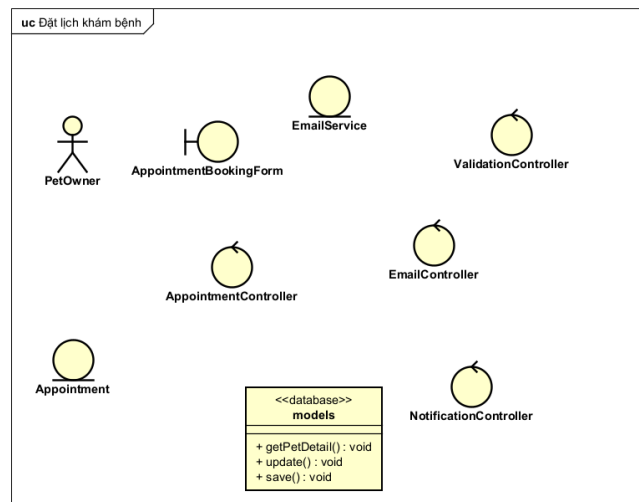 uc Đặt lịch khám bệnh
EmailService
PetOwner
AppointmentBookingForm
ValidationController
AppointmentController
EmailController
Appointment
<<database>>
models
+ getPetDetail() : void
+ update() : void
+ save() : void
NotificationController